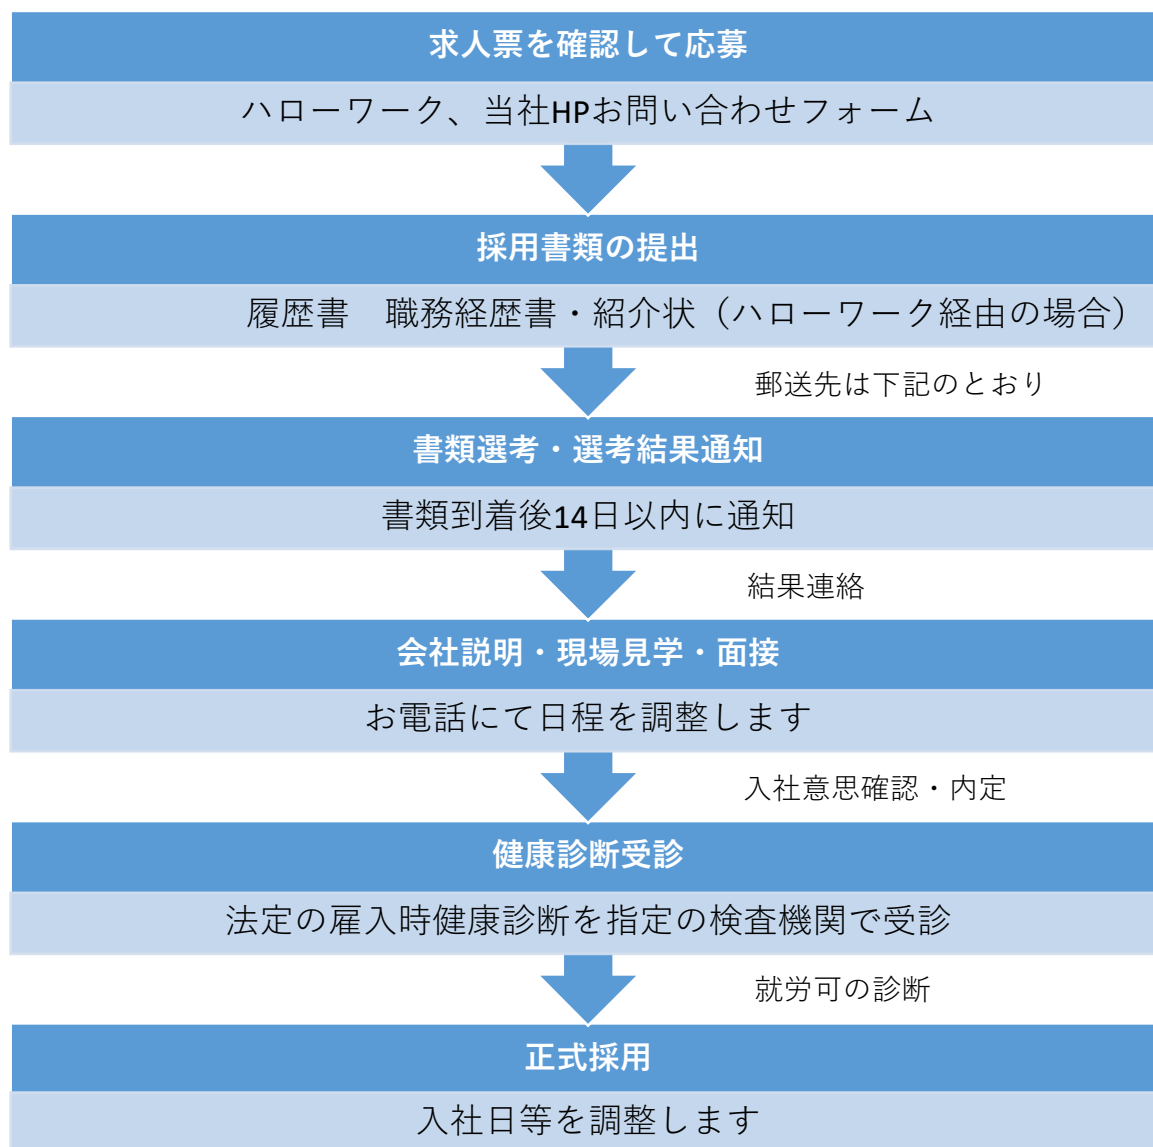 求人票を確認して応募
ハローワーク、当社HPお問い合わせフォーム
採用書類の提出
履歴書　職務経歴書・紹介状（ハローワーク経由の場合）
郵送先は下記のとおり
書類選考・選考結果通知
書類到着後14日以内に通知
結果連絡
会社説明・現場見学・面接
お電話にて日程を調整します
入社意思確認・内定
健康診断受診
法定の雇入時健康診断を指定の検査機関で受診
就労可の診断
正式採用
入社日等を調整します